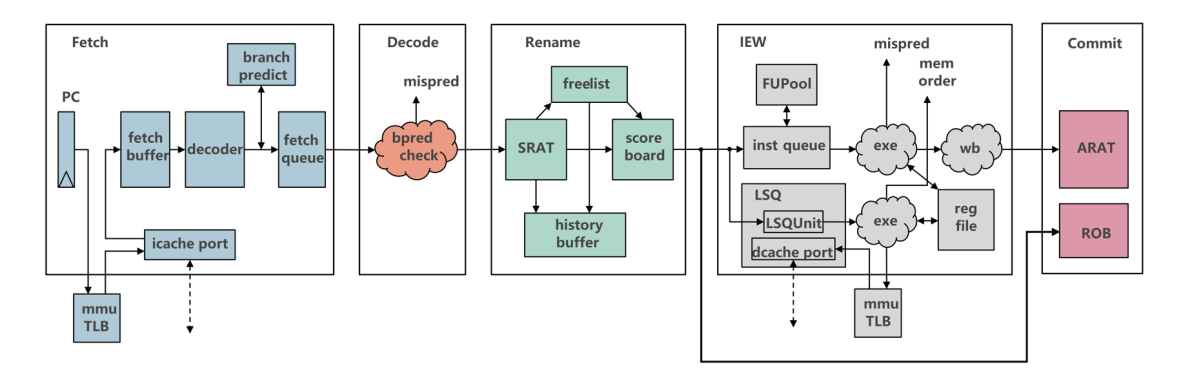 Fetch
PC
branch
predict
fetch
buffer
decoder
fetch
queue
icache port
mmu
TLB
Decode
mispred
bpred
check
Rename
freelist
SRAT
score
board
history
buffer
IEW
FUPool
inst queue
mispred
mem
order
exe
wb
LSQ
LSQUnit
dcache port
exe
reg
file
mmu
TLB
Commit
ARAT
ROB